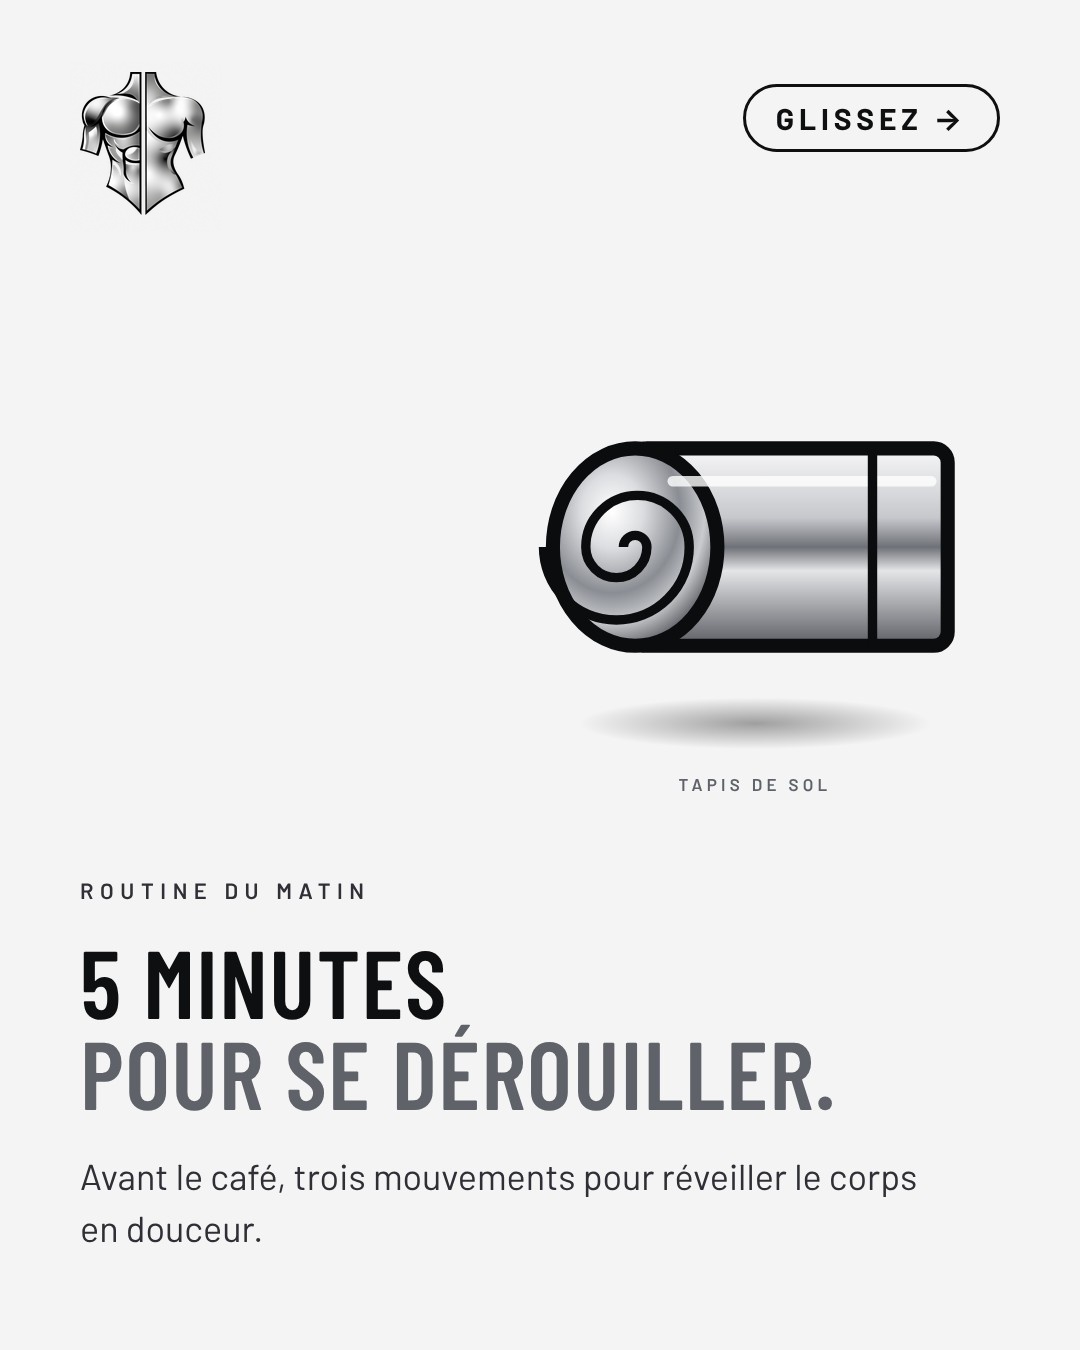 GLISSEZ →
TAPIS DE SOL
ROUTINE DU MATIN
5 MINUTES
POUR SE DÉROUILLER.
Avant le café, trois mouvements pour réveiller le corps
en douceur.